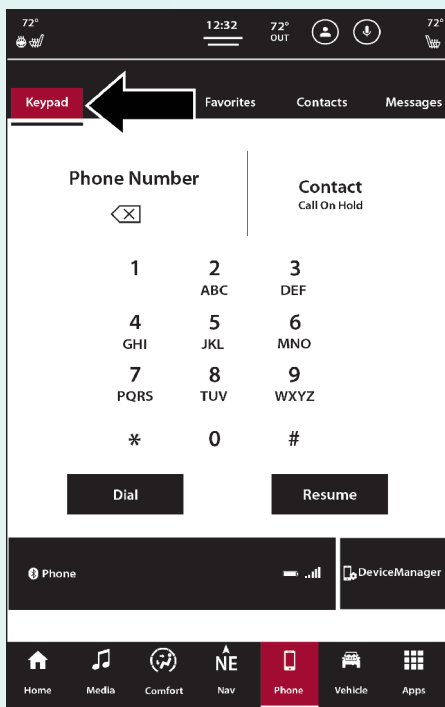 72°
12:32
72°
OUT
72°
Keypad
Favorites
Contacts
Messages
Phone Number
Contact
Call On Hold
1
2
3
ABC
DEF
4
5
6
GHI
JKL
MNO
7
8
9
PQRS
TUV
WXYZ
*
0
#
Dial
Resume
Phone
DeviceManager
NE
Home
Media
Comfort
Nav
Phone
Vehicle
Apps